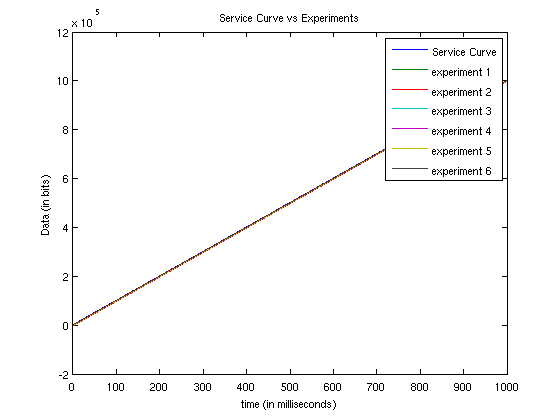 Service Curve vs Experiments
x 10^5
Service Curve
experiment 1
experiment 2
experiment 3
experiment 4
experiment 5
experiment 6
12
10
8
6
4
2
0
-2
Data (in bits)
0 100 200 300 400 500 600 700 800 900 1000
time (in milliseconds)